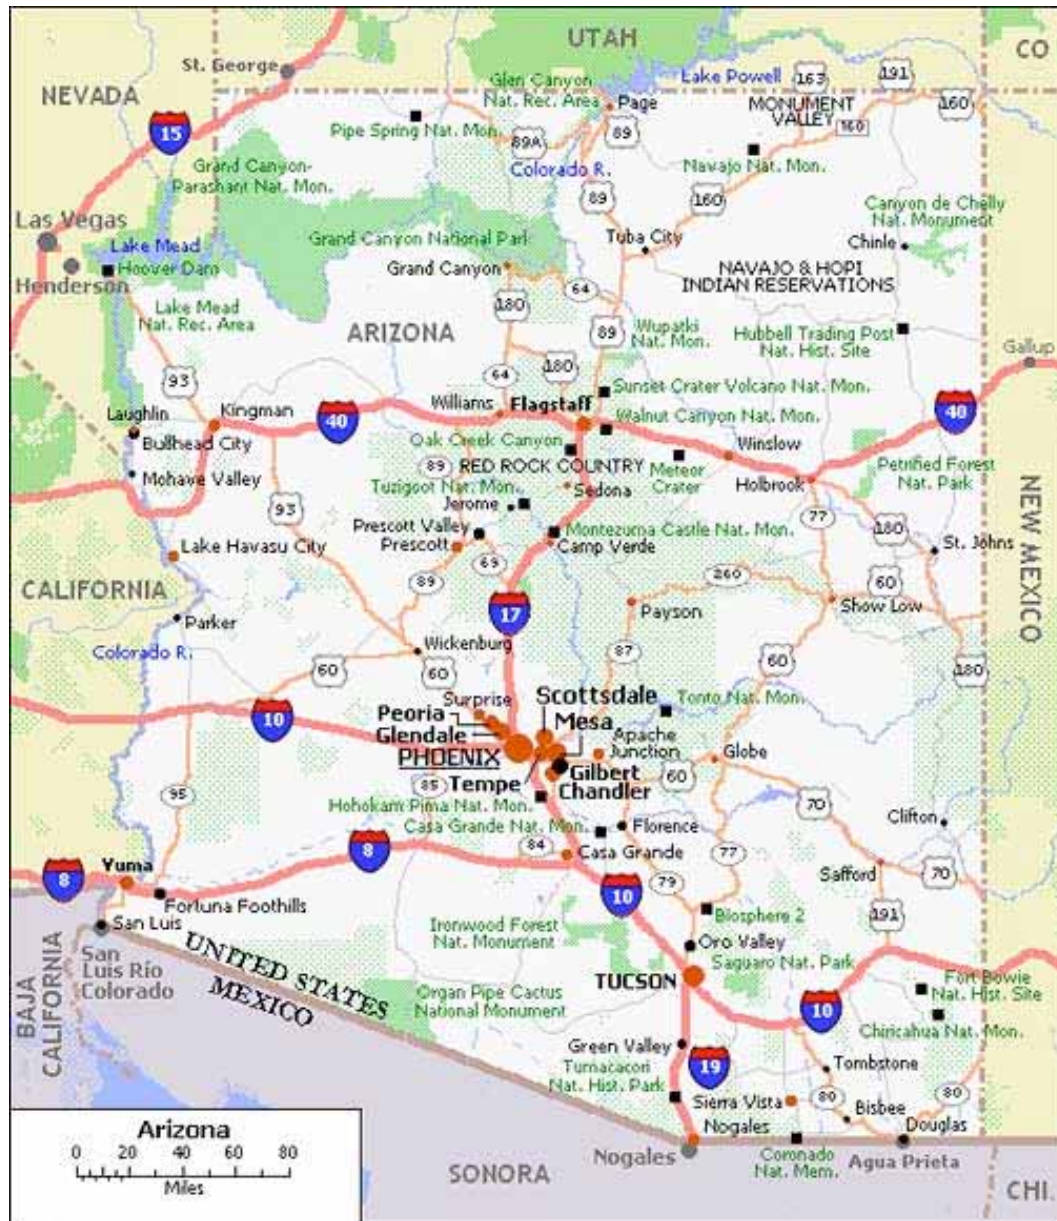 UTAH
CO
St. George
Glen Canyon
Nat. Rec. Area
Lake Powell
163
191
NEVADA
Page
MONUMENT
VALLEY
160
160
15
Pipe Spring Nat. Mon.
89A
89
Colorado R.
Navajo Nat. Mon.
Grand Canyon-
Parashant Nat. Mon.
89
160
Canyon de Chelly
Nat. Monument
Las Vegas
Lake Mead
Grand Canyon National Park
Tuba City
Chinle
Hoover Dam
Henderson
Grand Canyon
NAVAJO & HOPI
INDIAN RESERVATIONS
64
Lake Mead
Nat. Rec. Area
180
ARIZONA
89
Wupatki
Nat. Mon.
Hubbell Trading Post
Nat. Hist. Site
Gallup
93
64
180
Sunset Crater Volcano Nat. Mon.
Laughlin
Kingman
40
Williams
Flagstaff
Walnut Canyon Nat. Mon.
40
Bullhead City
Oak Creek Canyon
Winslow
89
RED ROCK COUNTRY
Meteor
Crater
Petrified Forest
Nat. Park
Mohave Valley
Tuzigoot Nat. Mon.
Sedona
Holbrook
NEW MEXICO
93
Jerome
77
180
Prescott Valley
Montezuma Castle Nat. Mon.
Prescott
Camp Verde
St. Johns
Lake Havasu City
69
260
60
CALIFORNIA
89
17
Payson
Show Low
Parker
Wickenburg
87
Colorado R.
60
60
60
180
Surprise
Scottsdale
Tonto Nat. Mon.
10
Peoria
Mesa
Glendale
Apache
Junction
PHOENIX
Globe
Tempe
Gilbert
60
85
Chandler
95
Hohokam Pima Nat. Mon.
70
Casa Grande Nat. Mon.
Florence
Clifton
8
84
Casa Grande
77
8
Yuma
79
Safford
70
Fortuna Foothills
10
San Luis
Ironwood Forest
Nat. Monument
Biosphere 2
191
Oro Valley
San
Luis Río
Colorado
UNITED STATES
MEXICO
Saguaro Nat. Park
BAJA
CALIFORNIA
TUCSON
Fort Bowie
Nat. Hist. Site
Organ Pipe Cactus
National Monument
10
Chiricahua Nat. Mon.
Green Valley
19
Tombstone
Tumacacori
Nat. Hist. Park
Sierra Vista
80
80
Bisbee
Nogales
Douglas
Arizona
0 20 40 60 80
Miles
SONORA
Nogales
Coronado
Nat. Mem.
Agua Prieta
CHI.